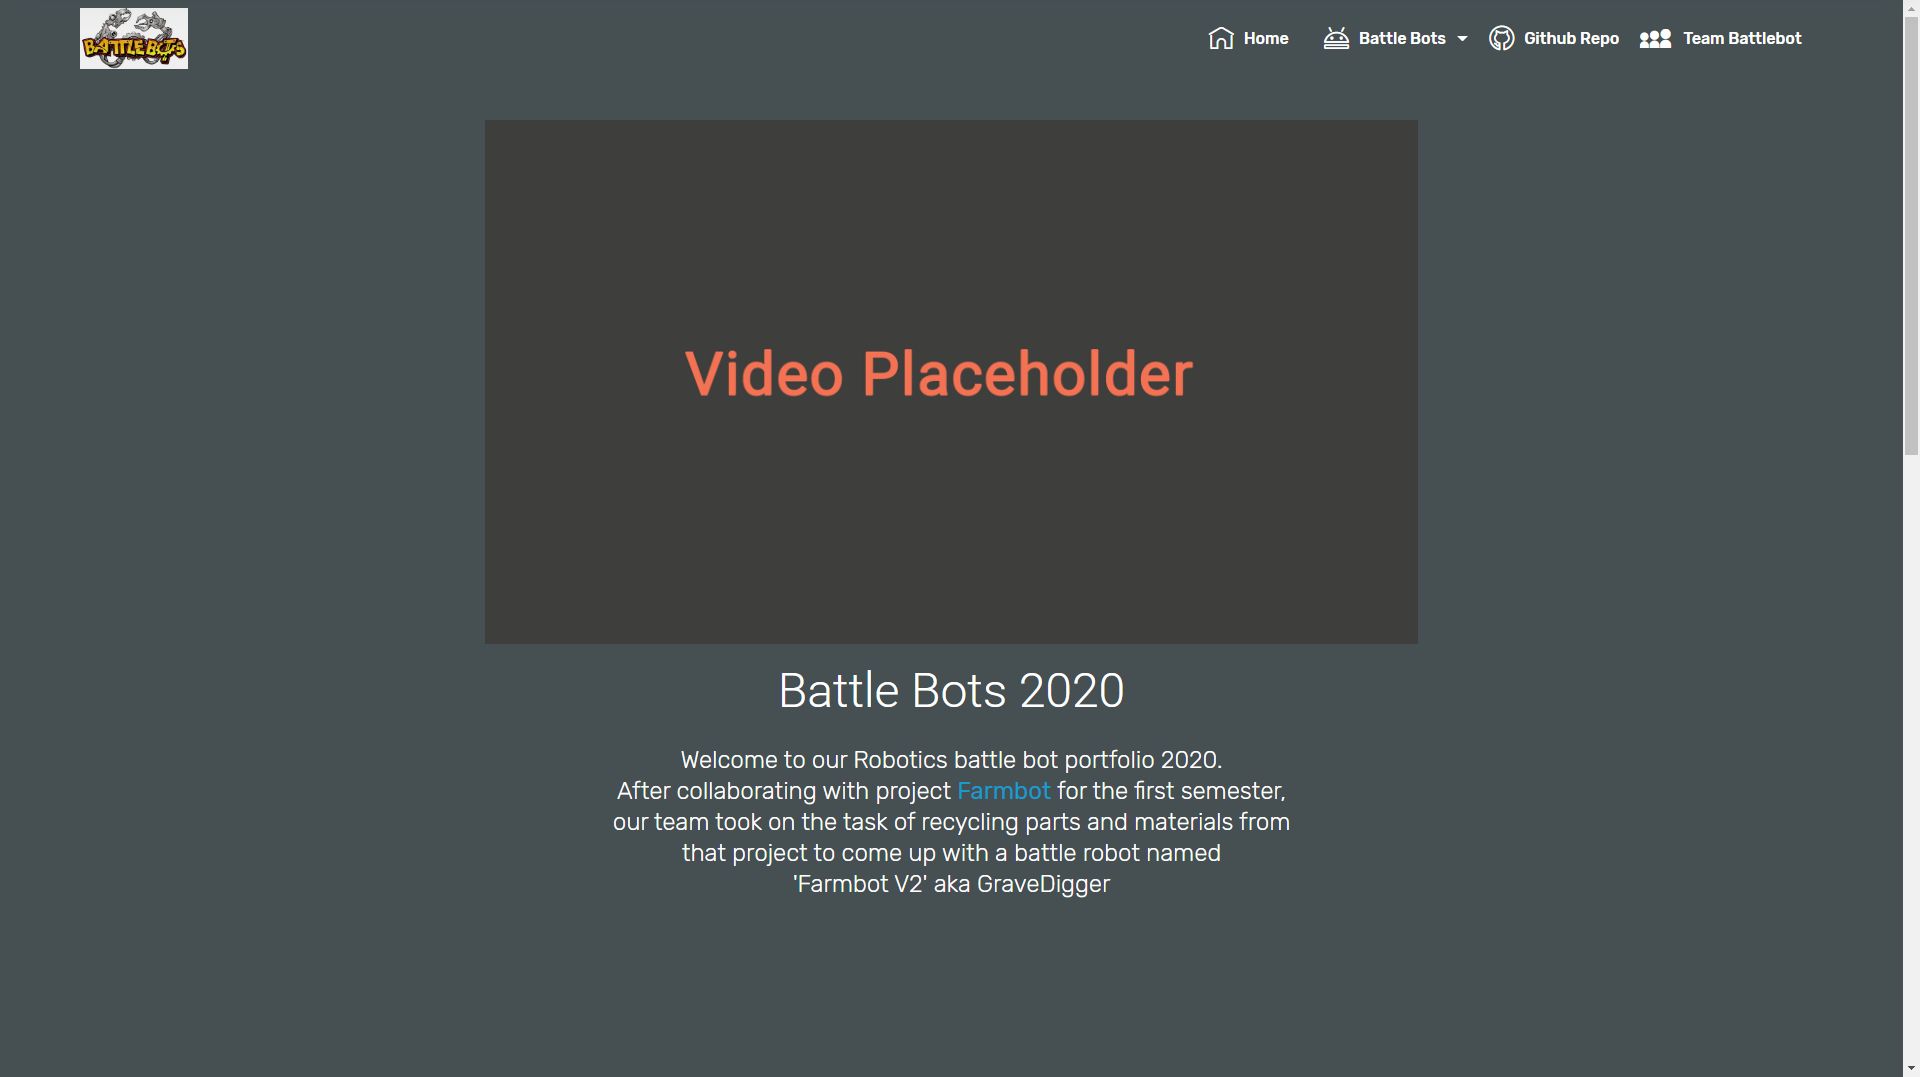 BATTLEBOTS
Home
Battle Bots
Github Repo
Team Battlebot
Video Placeholder
Battle Bots 2020
Welcome to our Robotics battle bot portfolio 2020.
After collaborating with project Farmbot for the first semester,
our team took on the task of recycling parts and materials from
that project to come up with a battle robot named
'Farmbot V2' aka GraveDigger